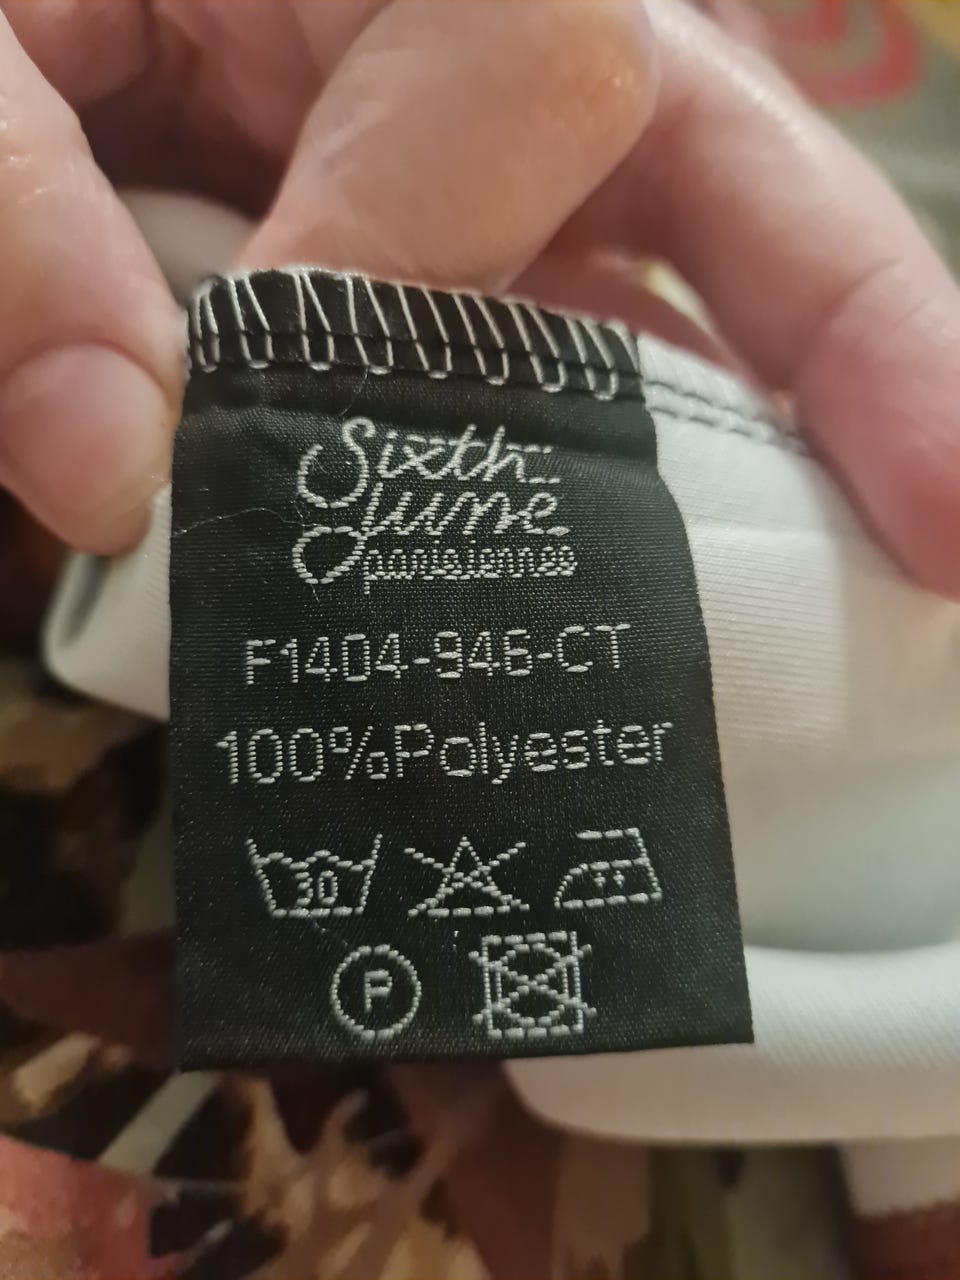 Sixth
June
parisiennes
F1404-946-CT
100%Polyester
30
P